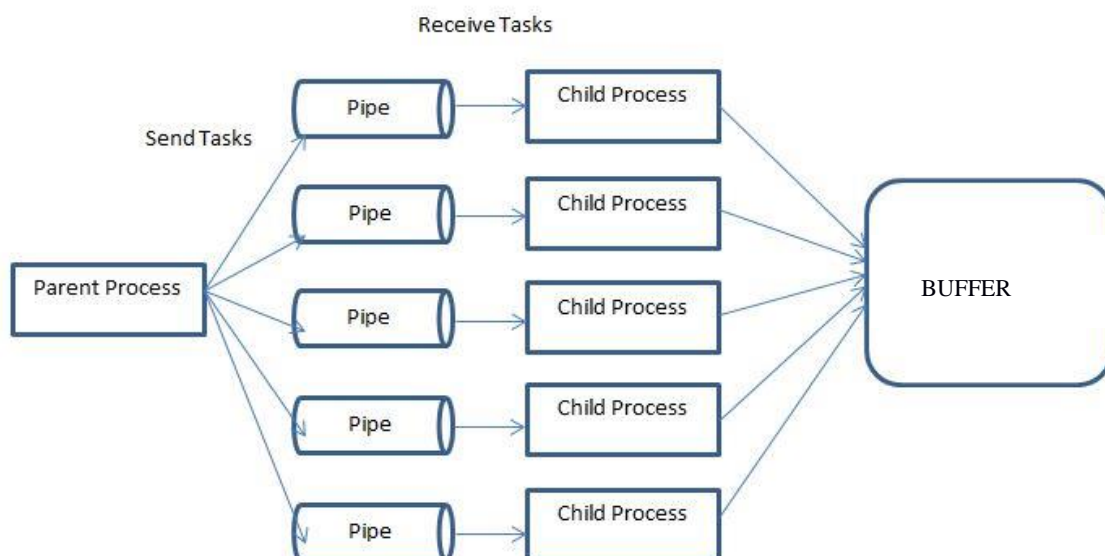 Receive Tasks
Pipe
Child Process
Send Tasks
Pipe
Child Process
Parent Process
Pipe
Child Process
BUFFER
Pipe
Child Process
Pipe
Child Process